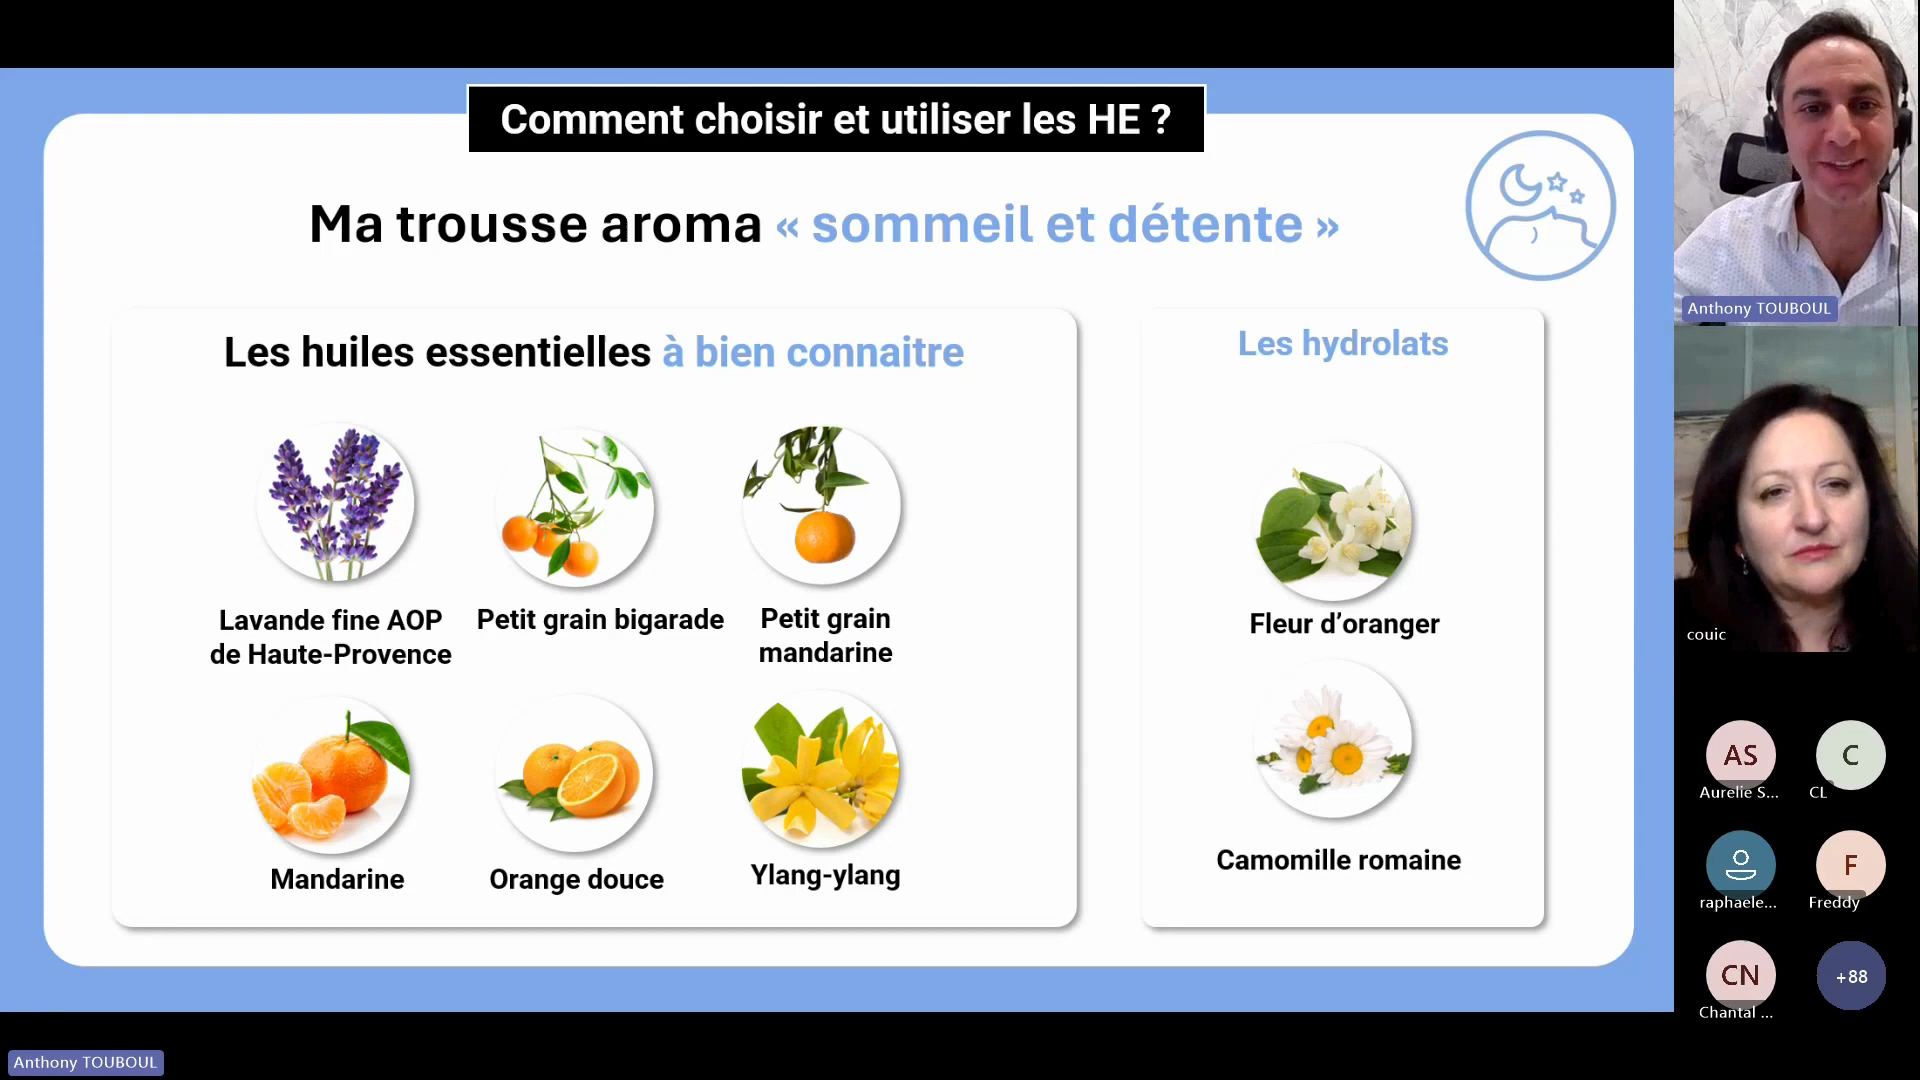 Comment choisir et utiliser les HE ?
Ma trousse aroma « sommeil et détente »
Les huiles essentielles à bien connaitre
Lavande fine AOP
de Haute-Provence
Petit grain bigarade
Petit grain
mandarine
Mandarine
Orange douce
Ylang-ylang
Les hydrolats
Fleur d’oranger
Camomille romaine
Anthony TOUBOUL
couic
AS
Aurelie S...
C
CL
raphaele...
F
Freddy
CN
Chantal ...
+88
Anthony TOUBOUL